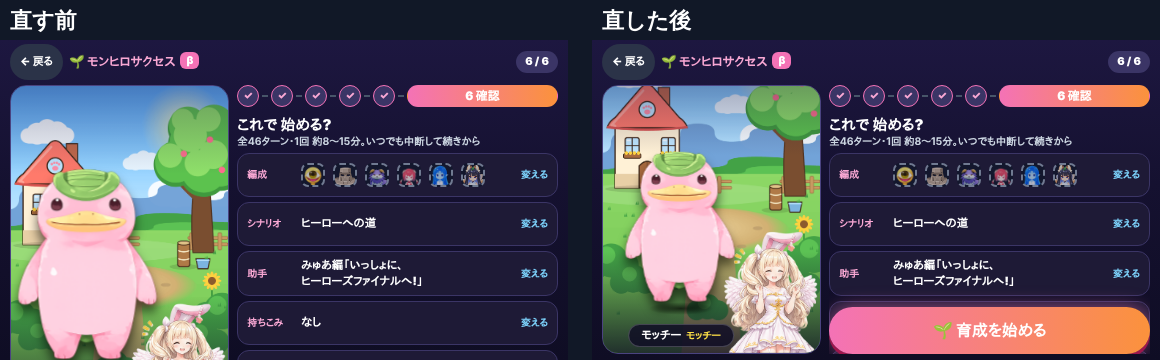 直す前
← 戻る
モンヒロサクセス β
6 / 6
6 確認
これで 始める?
全46ターン・1回 約8〜15分。いつでも中断して続きから
編成
変える
シナリオ
ヒーローへの道
変える
助手
みゅあ編「いっしょに、
ヒーローズファイナルへ!」
変える
持ちこみ
なし
変える
直した後
← 戻る
モンヒロサクセス β
6 / 6
6 確認
これで 始める?
全46ターン・1回 約8〜15分。いつでも中断して続きから
編成
変える
シナリオ
ヒーローへの道
変える
助手
みゅあ編「いっしょに、
ヒーローズファイナルへ!」
変える
モッチー モッチー
育成を始める